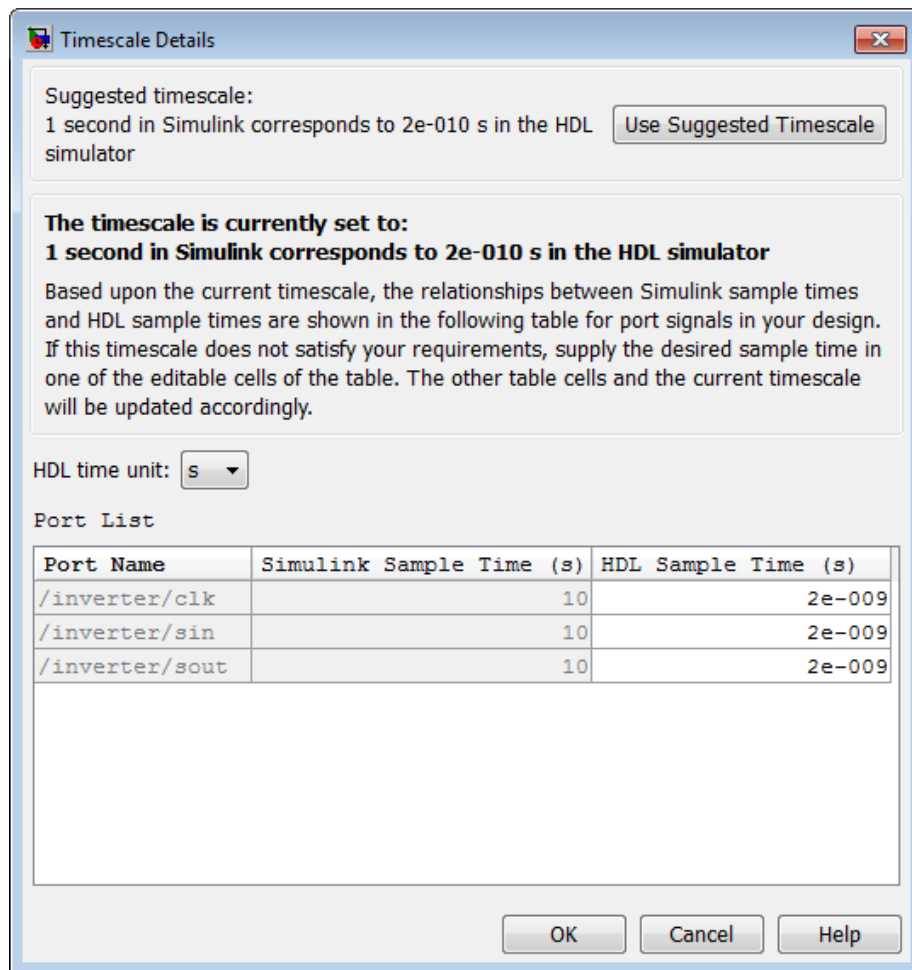 Timescale Details
Suggested timescale:
1 second in Simulink corresponds to 2e-010 s in the HDL
simulator
Use Suggested Timescale
The timescale is currently set to:
1 second in Simulink corresponds to 2e-010 s in the HDL simulator
Based upon the current timescale, the relationships between Simulink sample times
and HDL sample times are shown in the following table for port signals in your design.
If this timescale does not satisfy your requirements, supply the desired sample time in
one of the editable cells of the table. The other table cells and the current timescale
will be updated accordingly.
HDL time unit: s
Port List
Port Name Simulink Sample Time (s) HDL Sample Time (s)
/inverter/clk 10 2e-009
/inverter/sin 10 2e-009
/inverter/sout 10 2e-009
OK Cancel Help